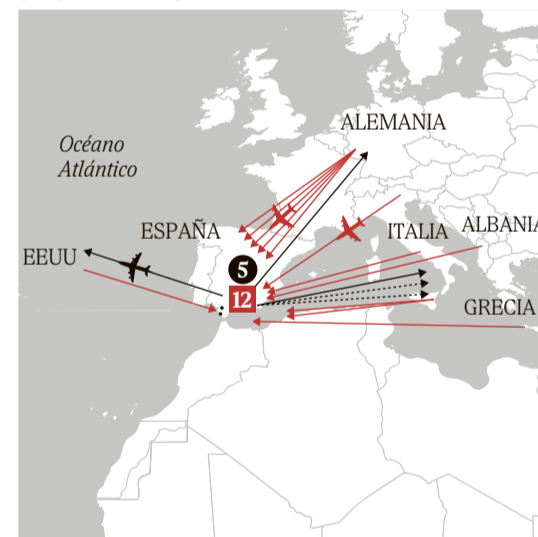 ALEMANIA
Océano
Atlántico
ESPAÑA
ITALIA
ALBANIA
EEUU
5
12
GRECIA